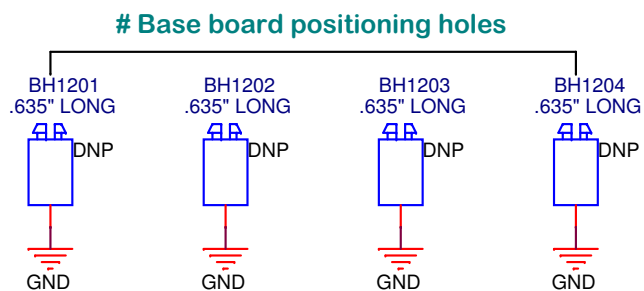 # Base board positioning holes
BH1201 BH1202 BH1203 BH1204
.635" LONG .635" LONG .635" LONG .635" LONG
DNP DNP DNP DNP
GND GND GND GND